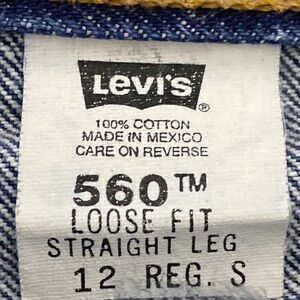 LEVI'S ®
100% COTTON
MADE IN MEXICO
CARE ON REVERSE
560™
LOOSE FIT
STRAIGHT LEG
12 REG. S